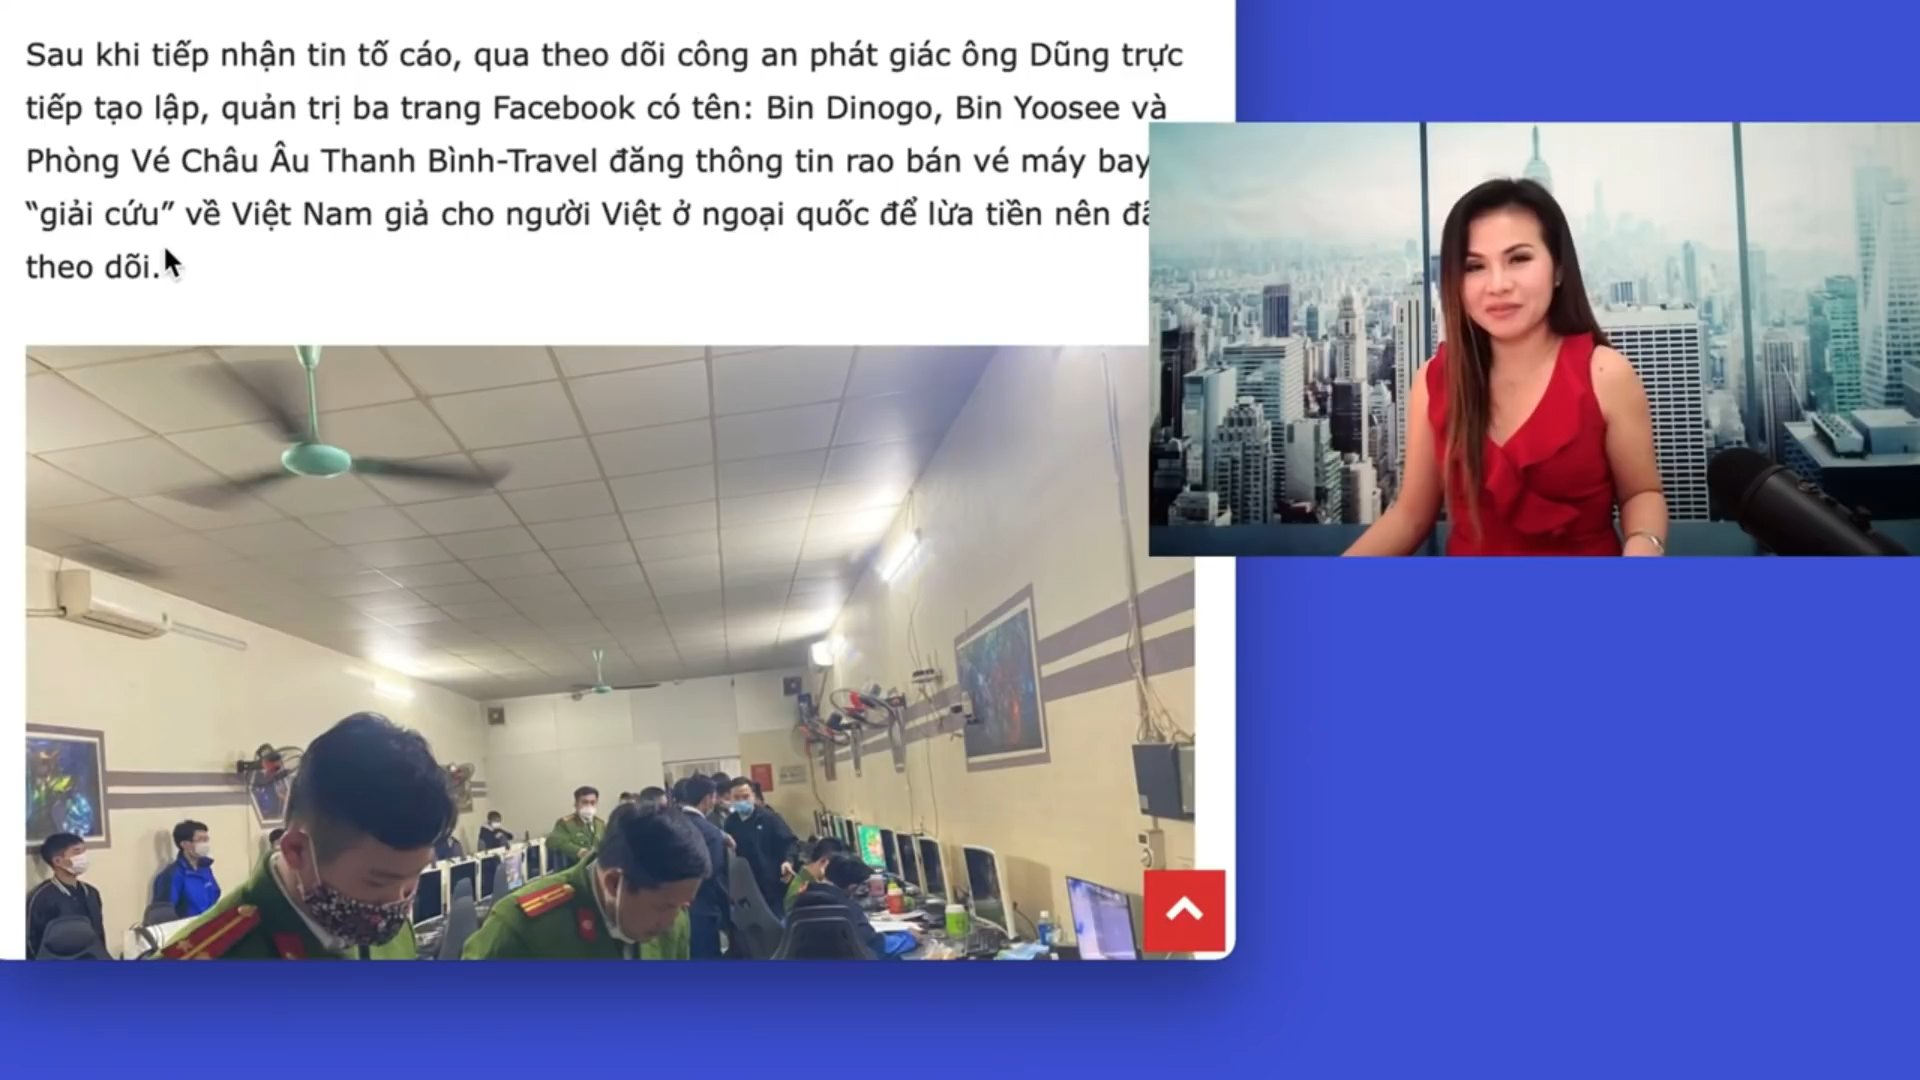 Sau khi tiếp nhận tin tố cáo, qua theo dõi công an phát giác ông Dũng trực
tiếp tạo lập, quản trị ba trang Facebook có tên: Bin Dinogo, Bin Yoosee và
Phòng Vé Châu Âu Thanh Bình-Travel đăng thông tin rao bán vé máy bay
“giải cứu” về Việt Nam giả cho người Việt ở ngoại quốc để lừa tiền nên
theo dõi.